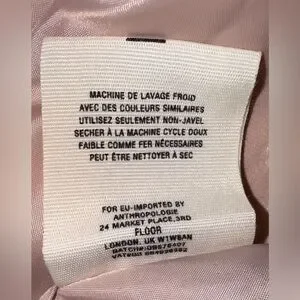 MACHINE DE LAVAGE FROID
AVEC DES COULEURS SIMILAIRES
UTILISEZ SEULEMENT NON-JAVEL
SECHER À LA MACHINE CYCLE DOUX
FAIBLE COMME FER NÉCESSAIRES
PEUT ÊTRE NETTOYER À SEC
FOR EU-IMPORTED BY
ANTHROPOLOGIE
24 MARKET PLACE,3RD
FLOOR
LONDON, UK W1WEAN